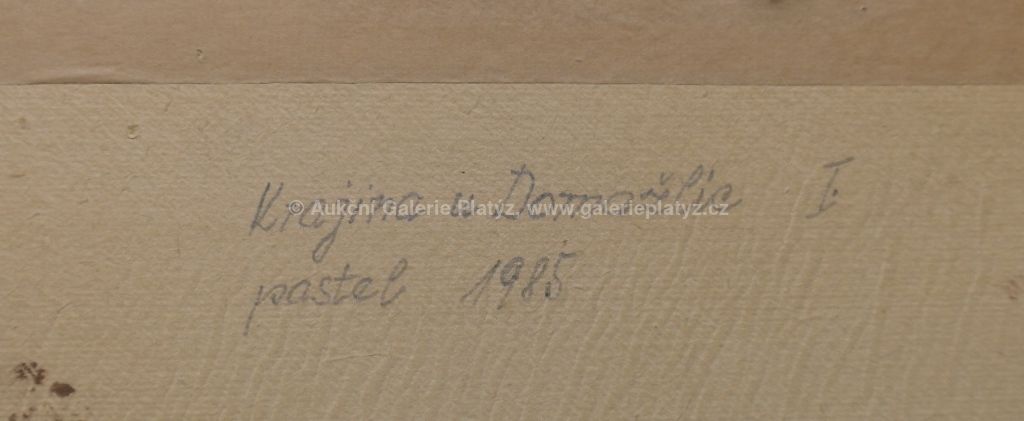 Krajina u Domažlic I.
© Aukční Galerie Platýz, www.galerieplatyz.cz
pastel 1985